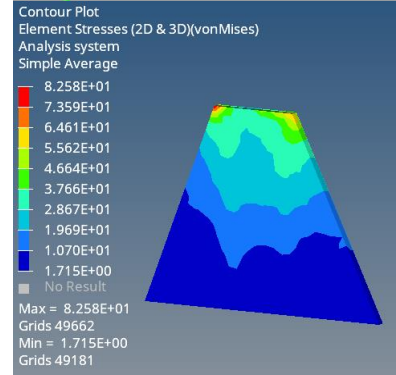 Contour Plot
Element Stresses (2D & 3D)(vonMises)
Analysis system
Simple Average
8.258E+01
7.359E+01
6.461E+01
5.562E+01
4.664E+01
3.766E+01
2.867E+01
1.969E+01
1.070E+01
1.715E+00
No Result
Max = 8.258E+01
Grids 49662
Min = 1.715E+00
Grids 49181